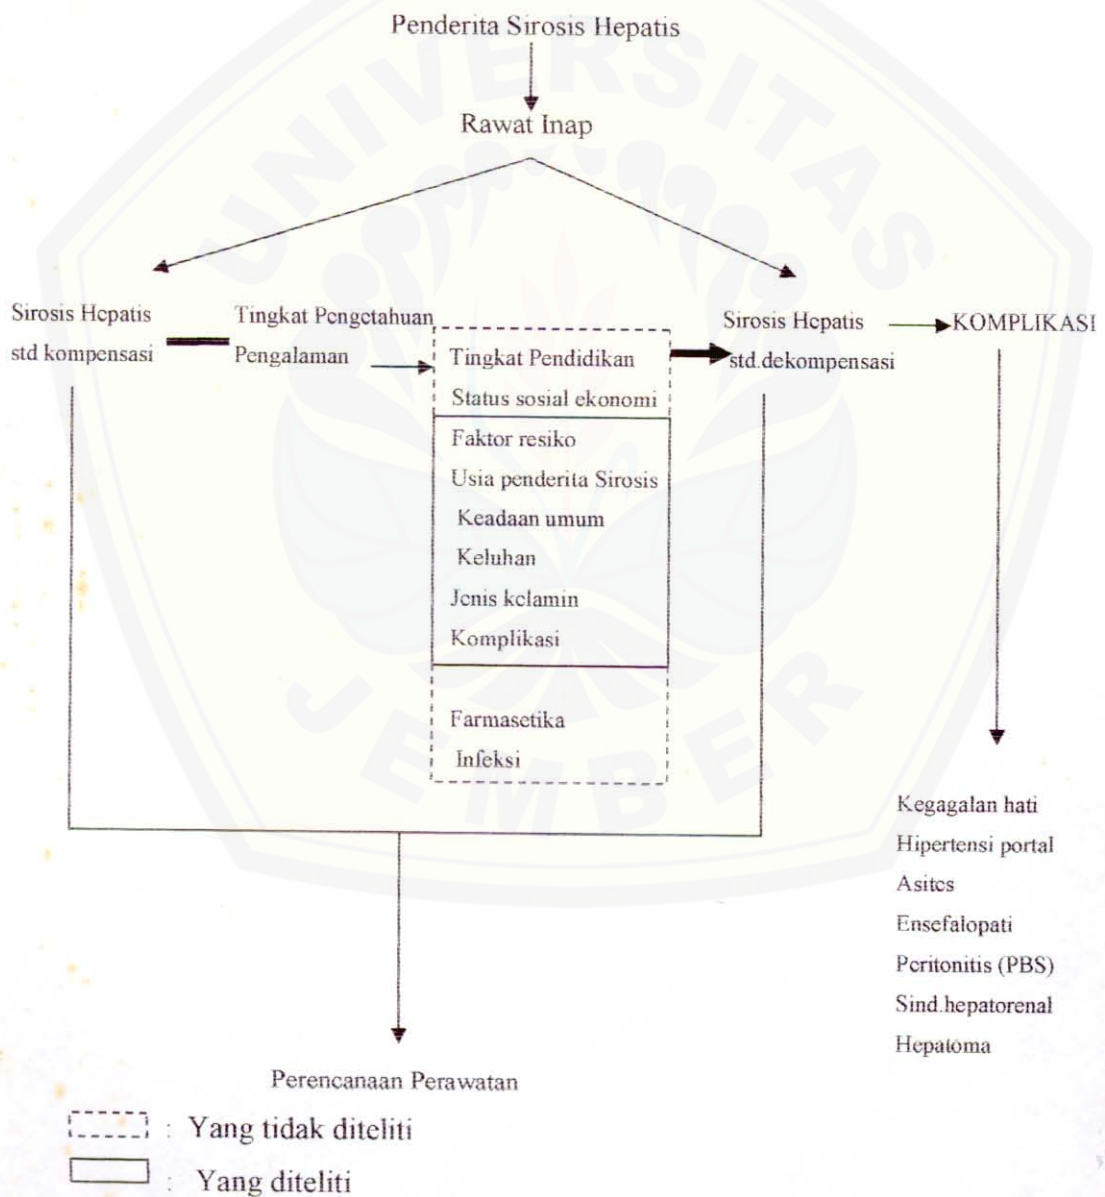 Penderita Sirosis Hepatis
Rawat Inap
UNIVERSITAS
JEMBER
Sirosis Hepatis
std kompensasi
Tingkat Pengetahuan
Pengalaman
Tingkat Pendidikan
Status sosial ekonomi
Faktor resiko
Usia penderita Sirosis
Keadaan umum
Keluhan
Jenis kelamin
Komplikasi
Farmasetika
Infeksi
Sirosis Hepatis
std.dekompensasi
KOMPLIKASI
Kegagalan hati
Hipertensi portal
Asites
Ensefalopati
Peritonitis (PBS)
Sind.hepatorenal
Hepatoma
Perencanaan Perawatan
: Yang tidak diteliti
: Yang diteliti